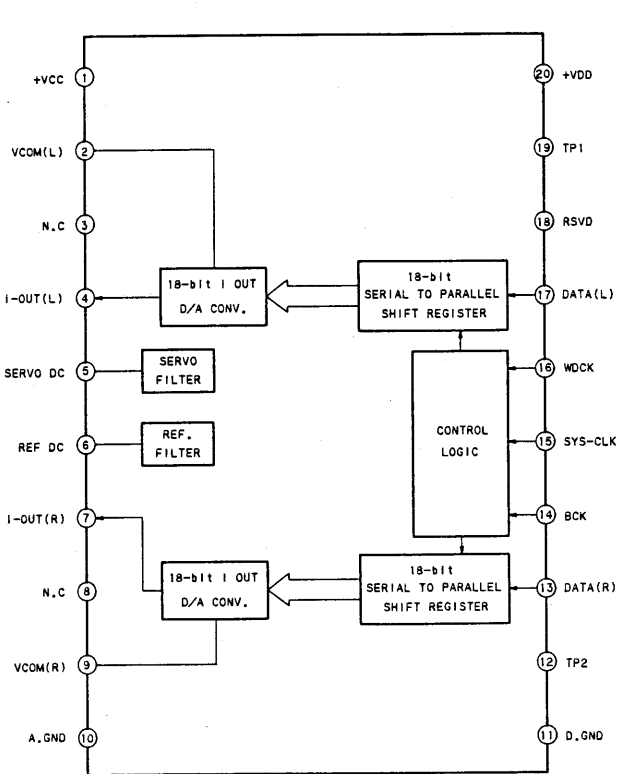 +VCC 1
20 +VDD
VCOM(L) 2
19 TP1
N.C 3
18 RSVD
18-bit I OUT
D/A CONV.
18-bit
SERIAL TO PARALLEL
SHIFT REGISTER
I-OUT(L) 4
17 DATA(L)
SERVO DC 5
SERVO
FILTER
16 WDCK
REF DC 6
REF.
FILTER
CONTROL
LOGIC
15 SYS-CLK
I-OUT(R) 7
14 BCK
18-bit I OUT
D/A CONV.
18-bit
SERIAL TO PARALLEL
SHIFT REGISTER
N.C 8
13 DATA(R)
VCOM(R) 9
12 TP2
A.GND 10
11 D.GND